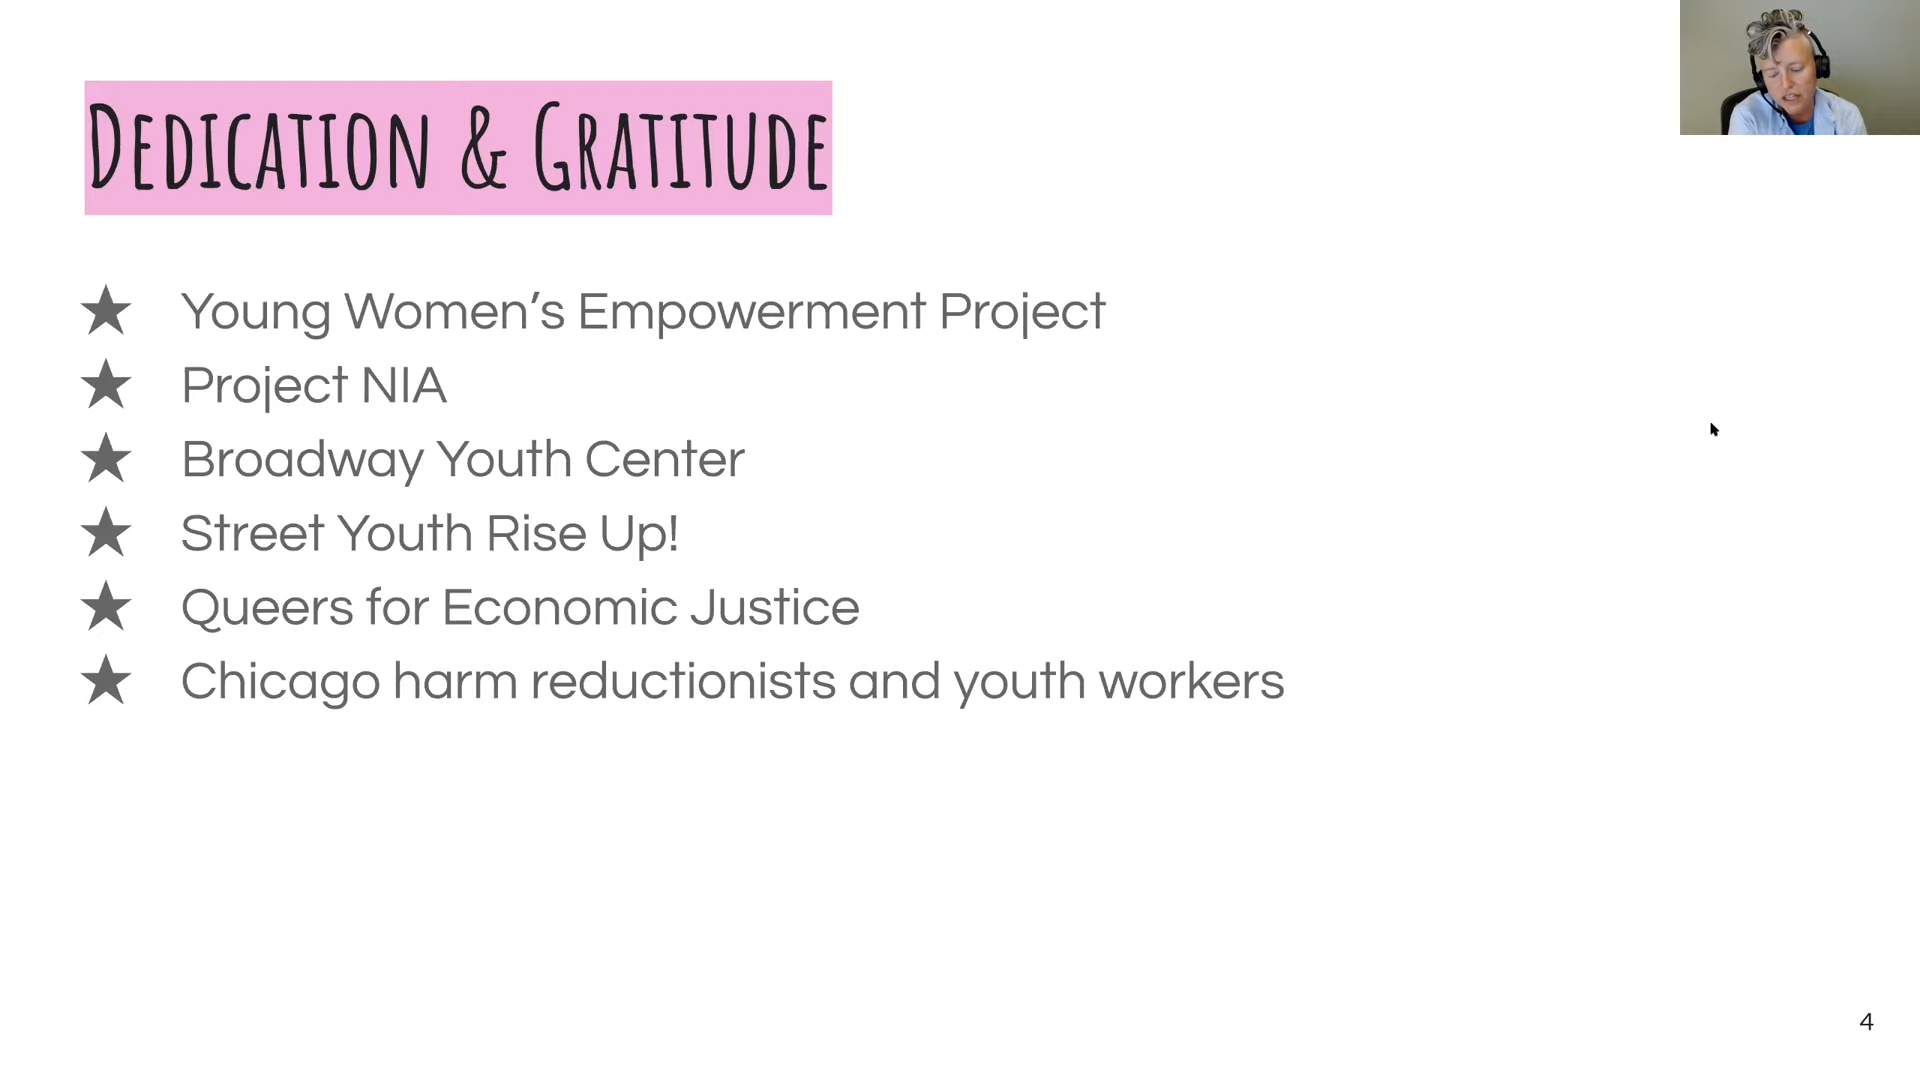 Dedication & Gratitude
★ Young Women’s Empowerment Project
★ Project NIA
★ Broadway Youth Center
★ Street Youth Rise Up!
★ Queers for Economic Justice
★ Chicago harm reductionists and youth workers
4